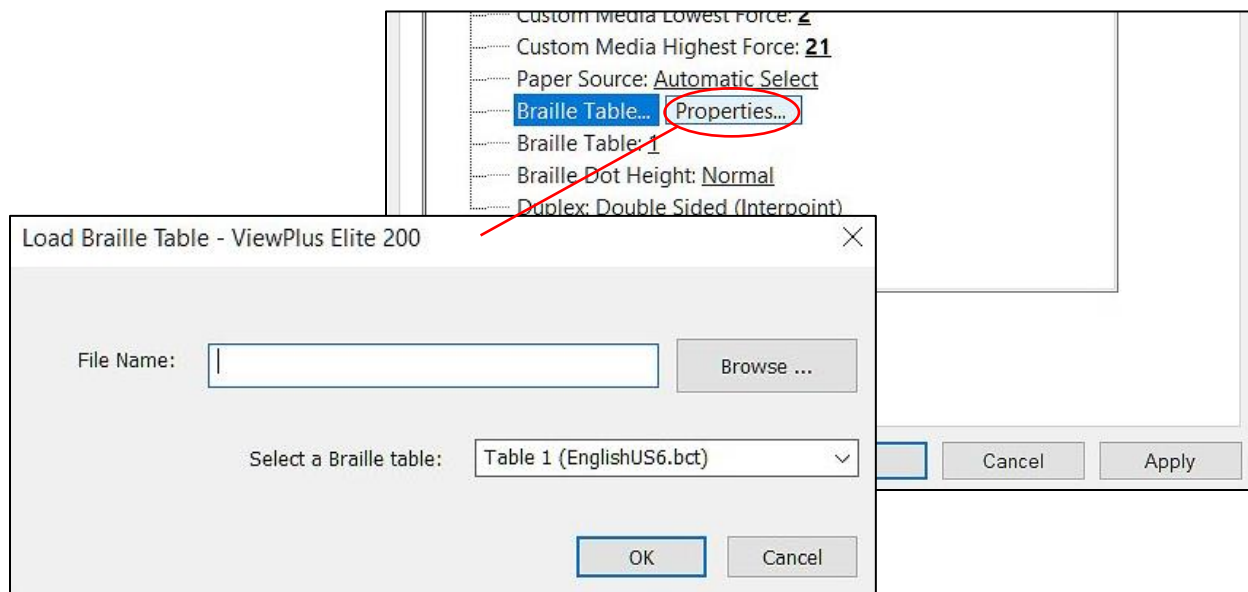 Custom Media Lowest Force: 2
Custom Media Highest Force: 21
Paper Source: Automatic Select
Braille Table... Properties...
Braille Table: 1
Braille Dot Height: Normal
Duplex: Double Sided (Interpoint)
Cancel Apply
Load Braille Table - ViewPlus Elite 200
File Name: Browse ...
Select a Braille table: Table 1 (EnglishUS6.bct)
OK Cancel